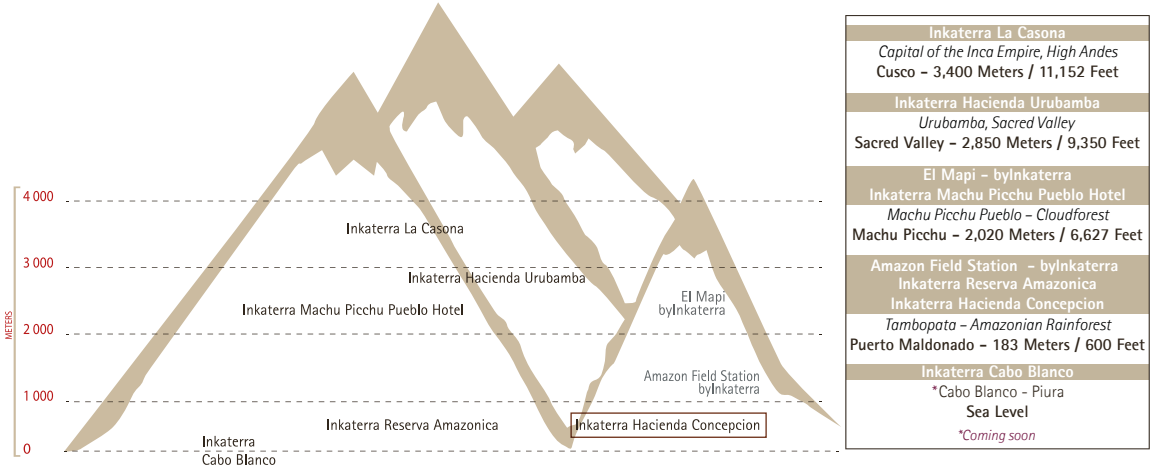 4 000
3 000
2 000
1 000
0
METERS
Inkaterra La Casona
Inkaterra Hacienda Urubamba
Inkaterra Machu Picchu Pueblo Hotel
El Mapi
byInkaterra
Amazon Field Station
byInkaterra
Inkaterra Reserva Amazonica
Inkaterra Hacienda Concepcion
Inkaterra
Cabo Blanco
Inkaterra La Casona
Capital of the Inca Empire, High Andes
Cusco – 3,400 Meters / 11,152 Feet
Inkaterra Hacienda Urubamba
Urubamba, Sacred Valley
Sacred Valley – 2,850 Meters / 9,350 Feet
El Mapi - byInkaterra
Inkaterra Machu Picchu Pueblo Hotel
Machu Picchu Pueblo – Cloudforest
Machu Picchu – 2,020 Meters / 6,627 Feet
Amazon Field Station - byInkaterra
Inkaterra Reserva Amazonica
Inkaterra Hacienda Concepcion
Tambopata – Amazonian Rainforest
Puerto Maldonado – 183 Meters / 600 Feet
Inkaterra Cabo Blanco
*Cabo Blanco - Piura
Sea Level
*Coming soon